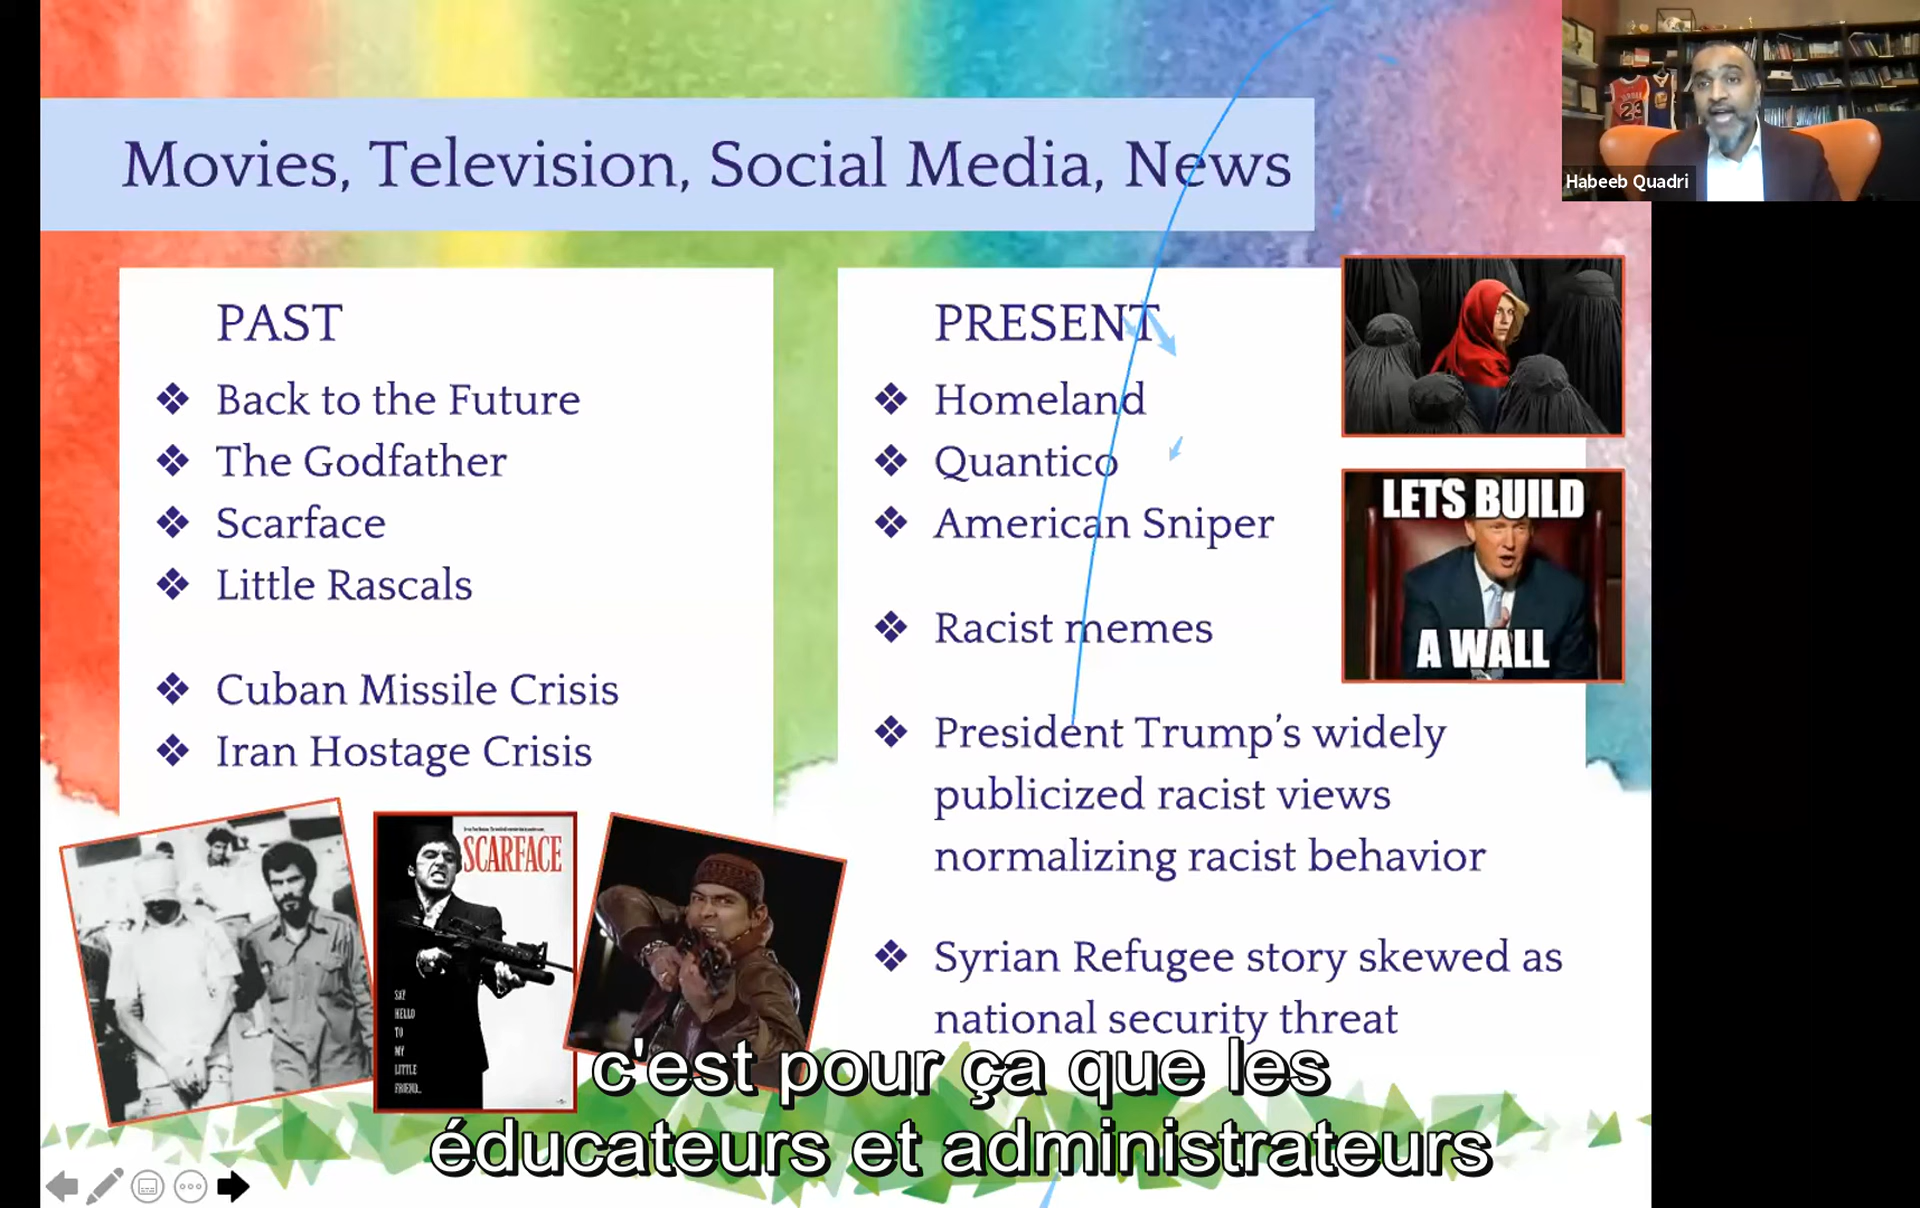 Movies, Television, Social Media, News
Habeeb Quadri
PAST
❖ Back to the Future
❖ The Godfather
❖ Scarface
❖ Little Rascals
❖ Cuban Missile Crisis
❖ Iran Hostage Crisis
SCARFACE
SAY
HELLO
TO
MY
LITTLE
FRIEND...
PRESENT
❖ Homeland
❖ Quantico
❖ American Sniper
❖ Racist memes
❖ President Trump’s widely
publicized racist views
normalizing racist behavior
❖ Syrian Refugee story skewed as
national security threat
LETS BUILD
A WALL
23
c'est pour ça que les
éducateurs et administrateurs